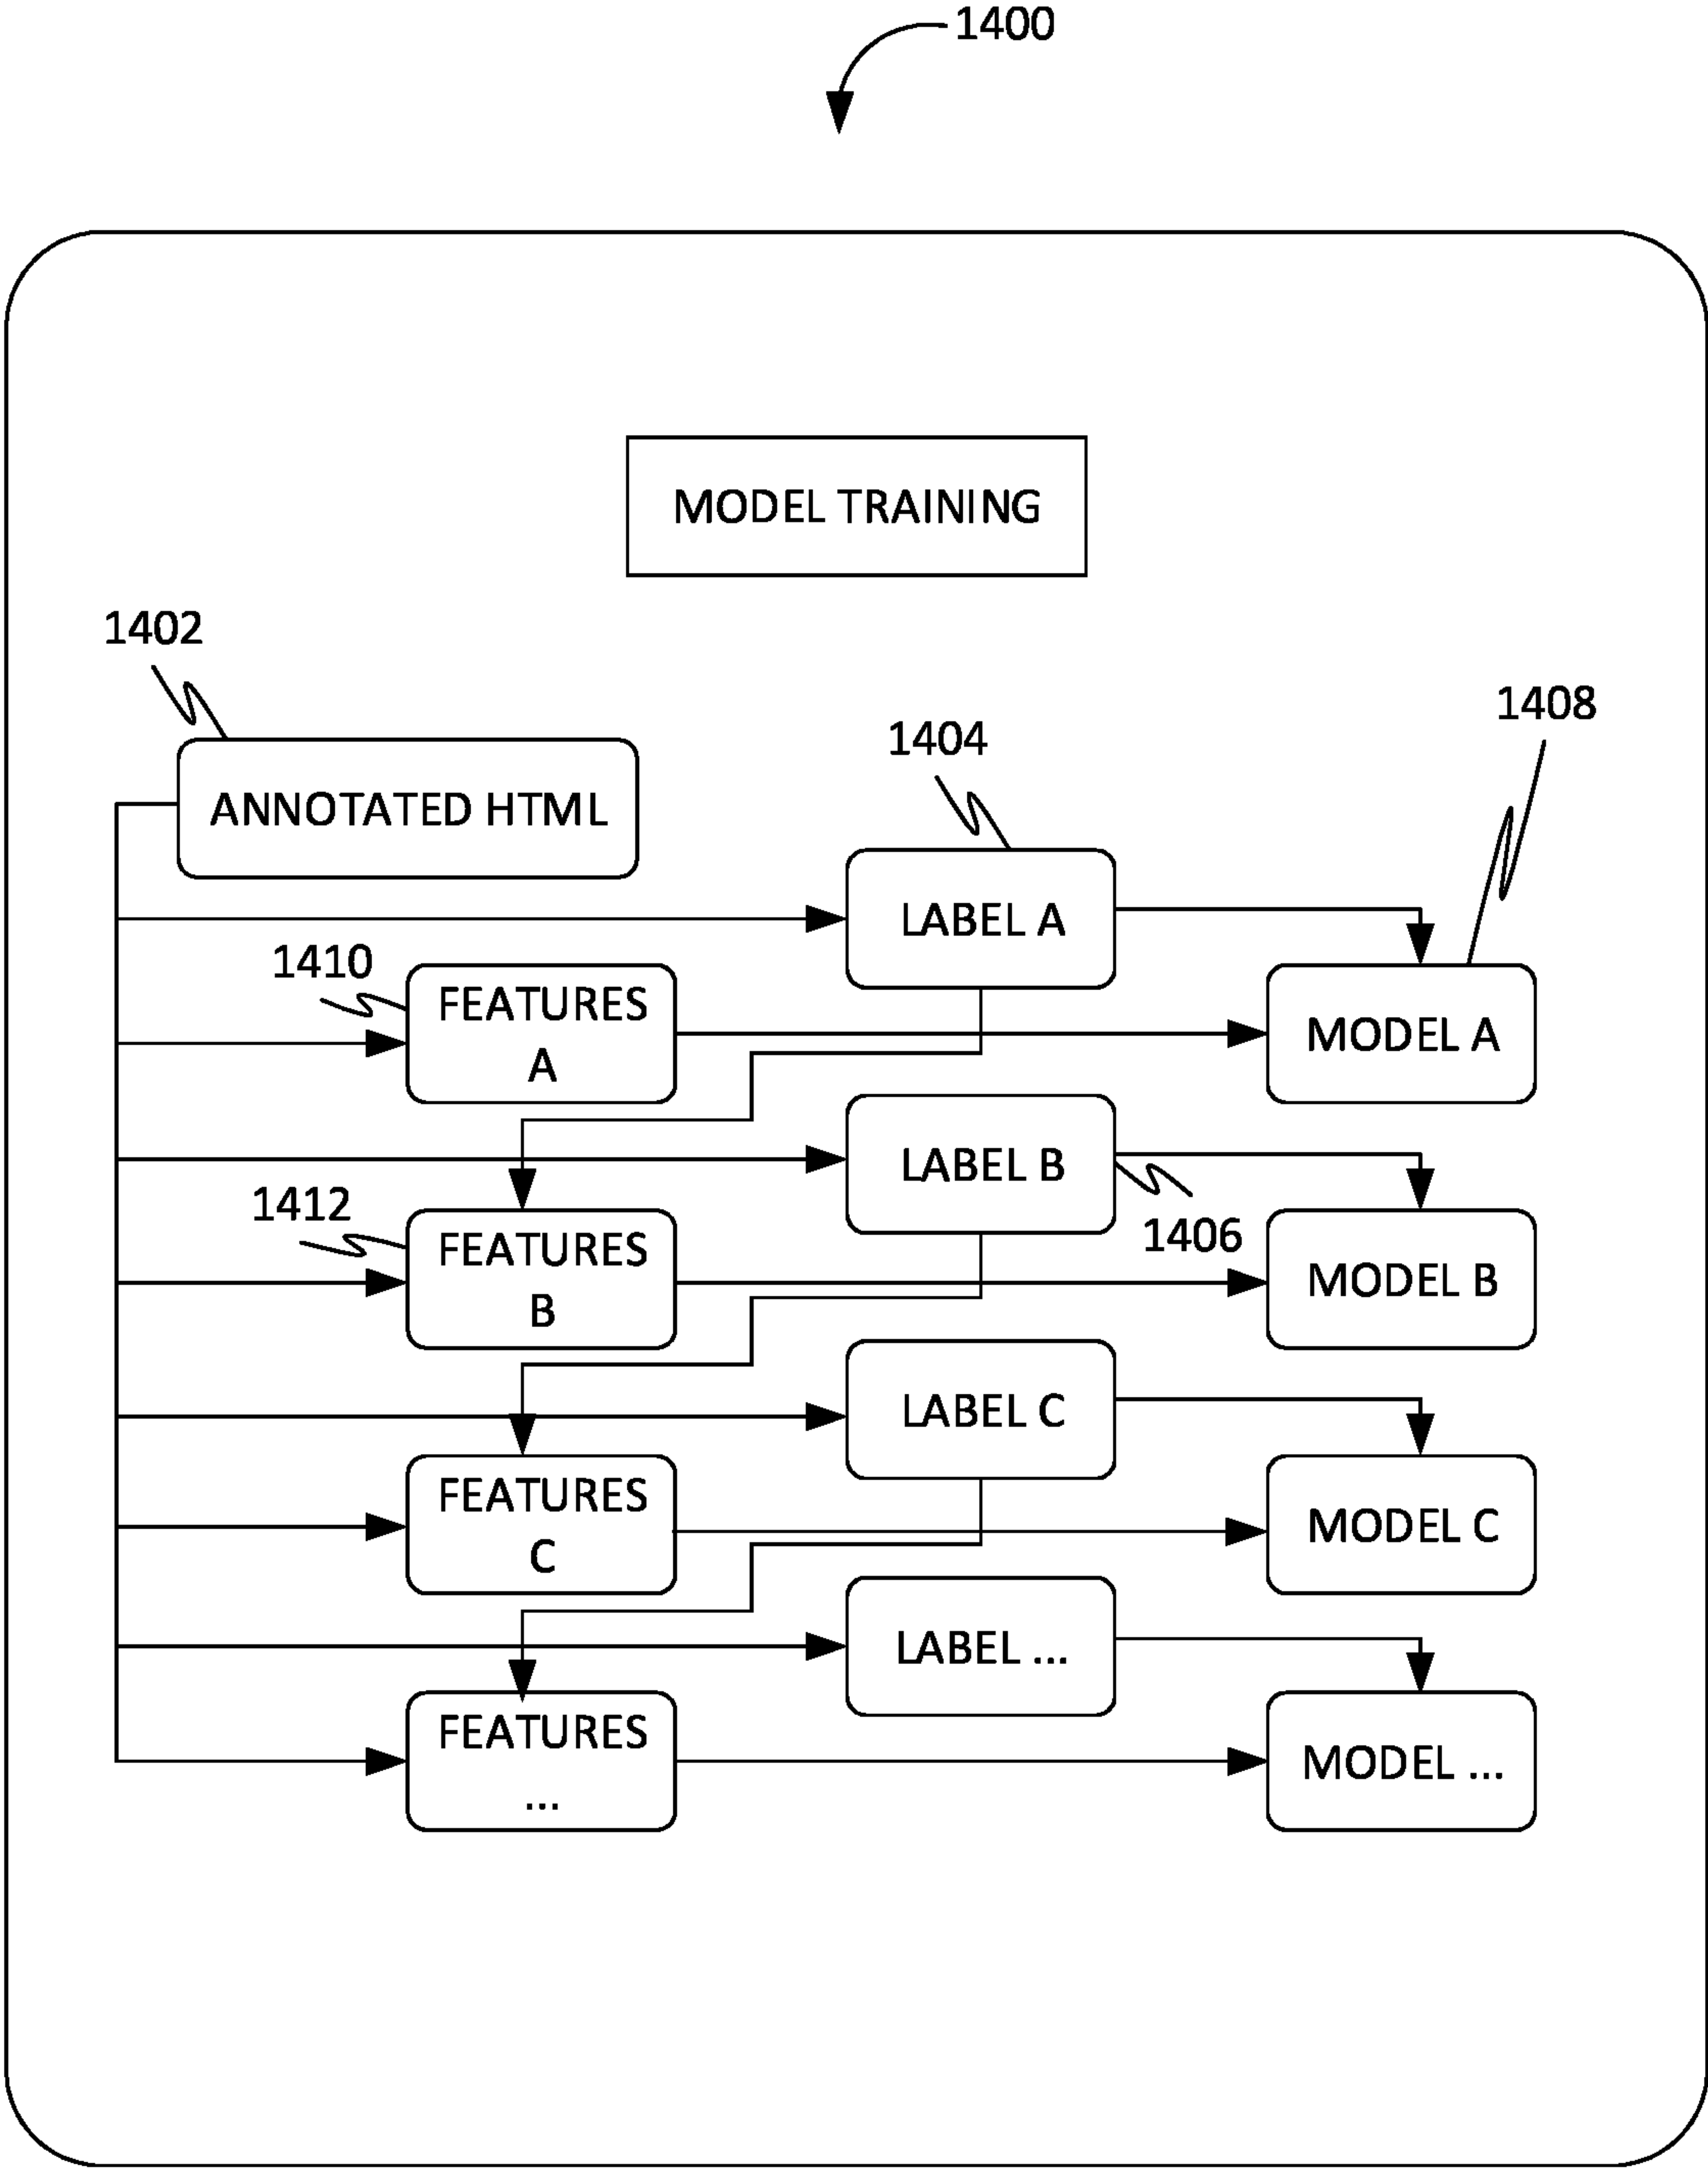 1400
MODEL TRAINING
1402
1408
1404
ANNOTATED HTML
LABEL A
1410
FEATURES
A
MODEL A
LABEL B
1412
1406
FEATURES
B
MODEL B
LABEL C
FEATURES
C
MODEL C
LABEL ...
FEATURES
...
MODEL ...